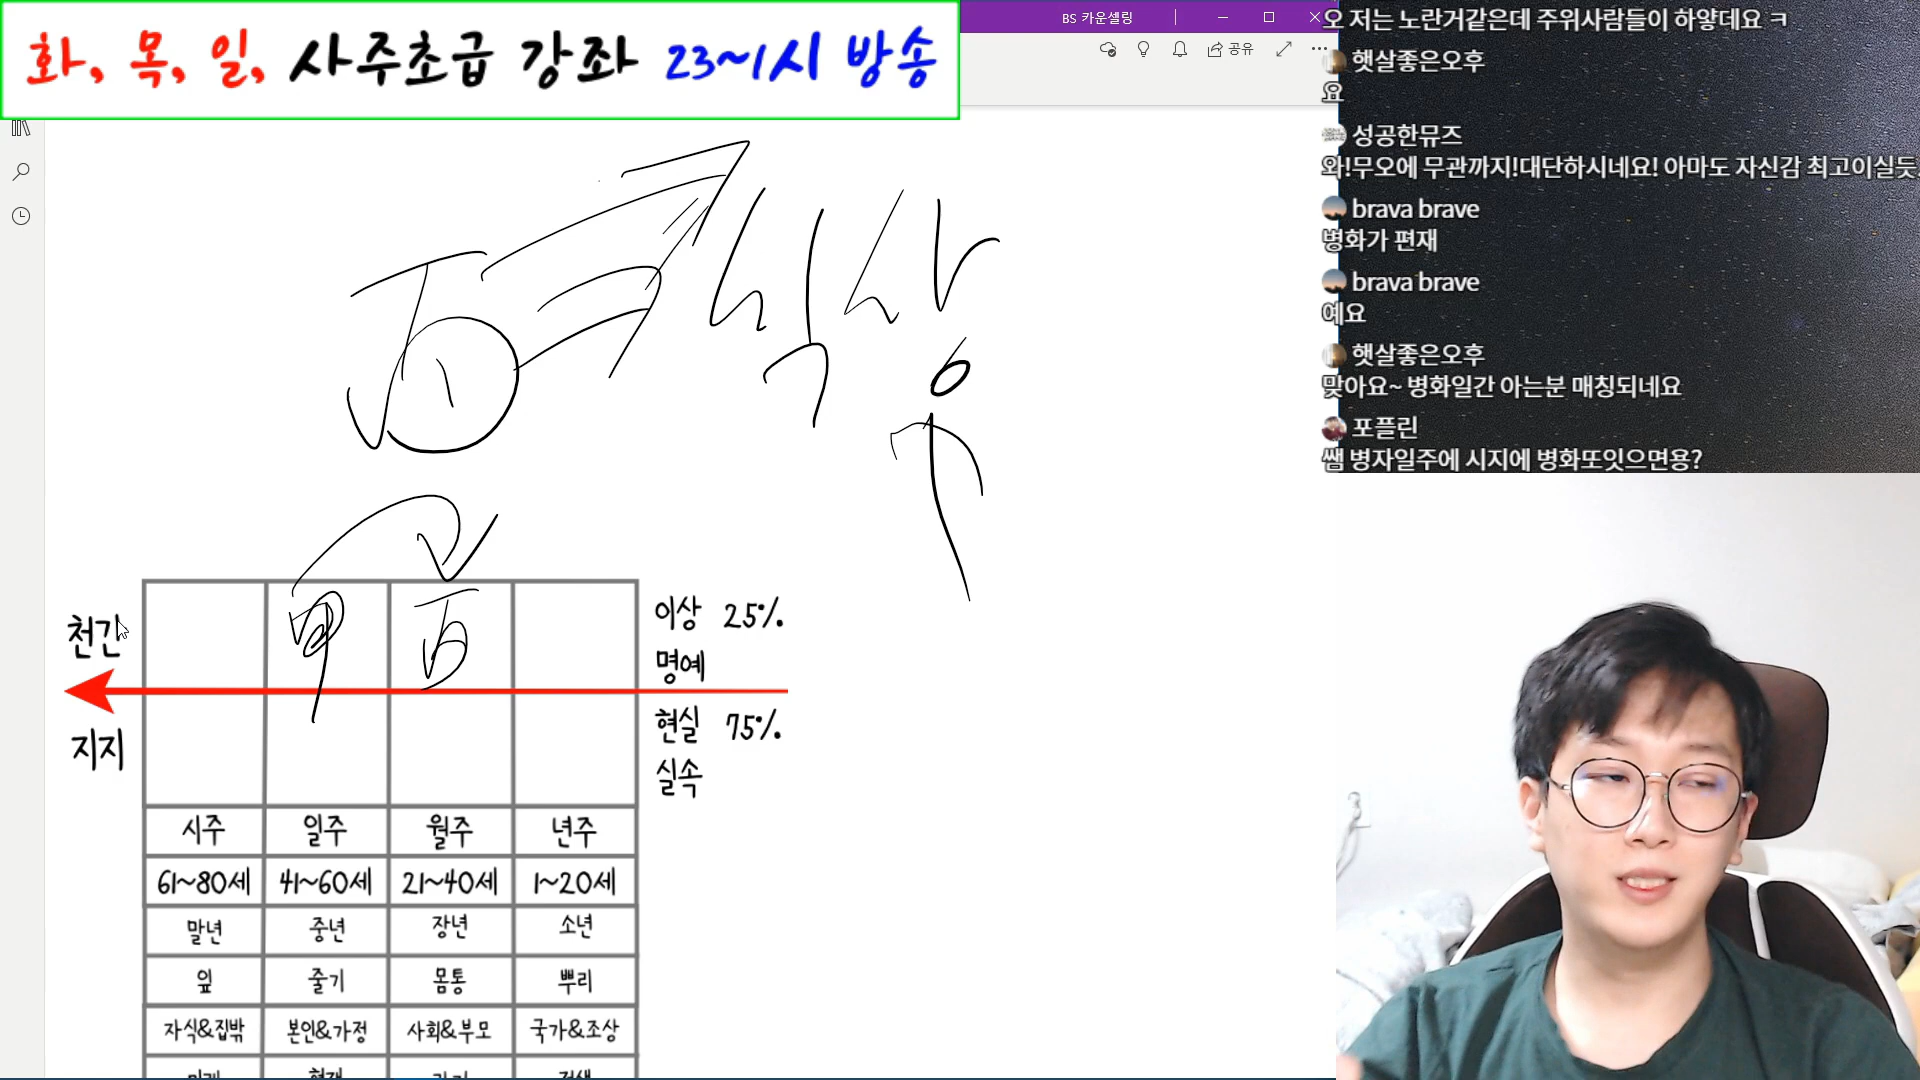 화, 목, 일, 사주초급 강좌 23~1시 방송
BS 카운셀링
공유
식상
천간
이상 25%
명예
지지
현실 75%
실속
시주 일주 월주 년주
61~80세 41~60세 21~40세 1~20세
말년 중년 장년 소년
잎 줄기 몸통 뿌리
자식&집밖 본인&가정 사회&부모 국가&조상
오 저는 노란거같은데 주위사람들이 하얗데요 ㅋ
햇살좋은오후
요
성공한뮤즈
와!무오에 무관까지!대단하시네요! 아마도 자신감 최고이실듯
brava brave
병화가 편재
brava brave
예요
햇살좋은오후
맞아요~ 병화일간 아는분 매칭되네요
포플린
쌤 병자일주에 시지에 병화또잇으면용?